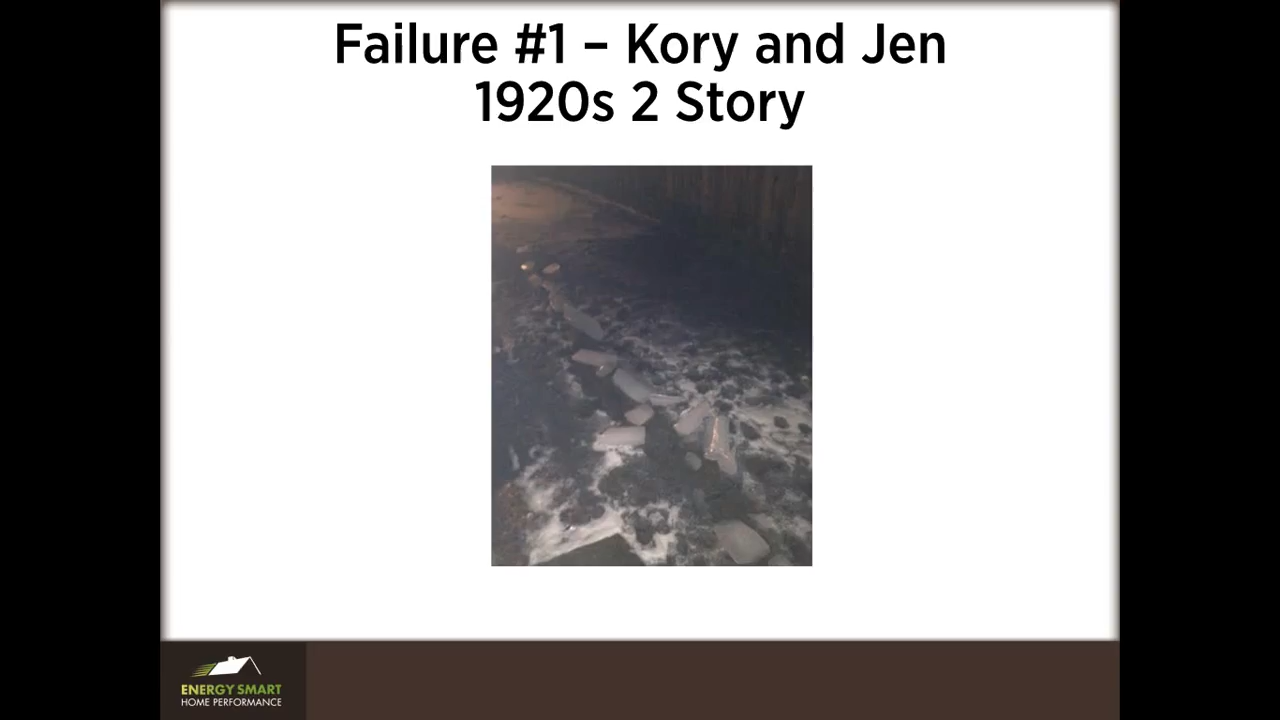 Failure #1 – Kory and Jen
1920s 2 Story
ENERGY SMART
HOME PERFORMANCE